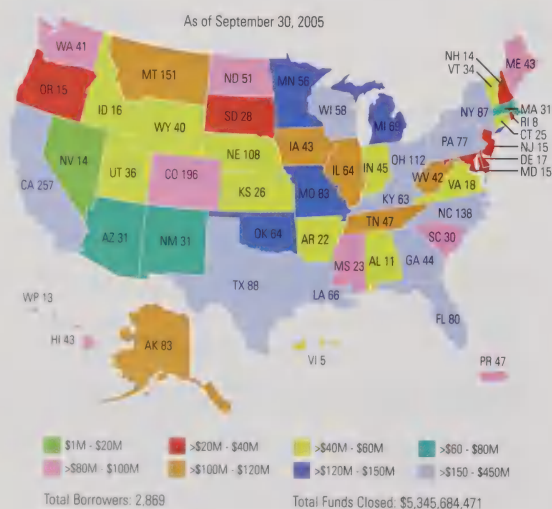 As of September 30, 2005
WA 41
MT 151
ND 51
MN 56
NH 14
VT 34
ME 43
OR 15
ID 16
SD 28
WI 58
MI 69
NY 87
MA 31
RI 8
CT 25
NJ 15
DE 17
MD 15
WY 40
IA 43
PA 77
NV 14
UT 36
NE 108
IL 64
IN 45
OH 112
WV 42
VA 18
CA 257
CO 196
KS 26
MO 83
KY 63
NC 138
AZ 31
NM 31
OK 64
AR 22
TN 47
SC 30
MS 23
AL 11
GA 44
TX 88
LA 66
FL 80
WP 13
HI 43
AK 83
VI 5
PR 47
$1M - $20M
>$20M - $40M
>$40M - $60M
>$60 - $80M
>$80M - $100M
>$100M - $120M
>$120M - $150M
>$150 - $450M
Total Borrowers: 2,869
Total Funds Closed: $5,345,684,471